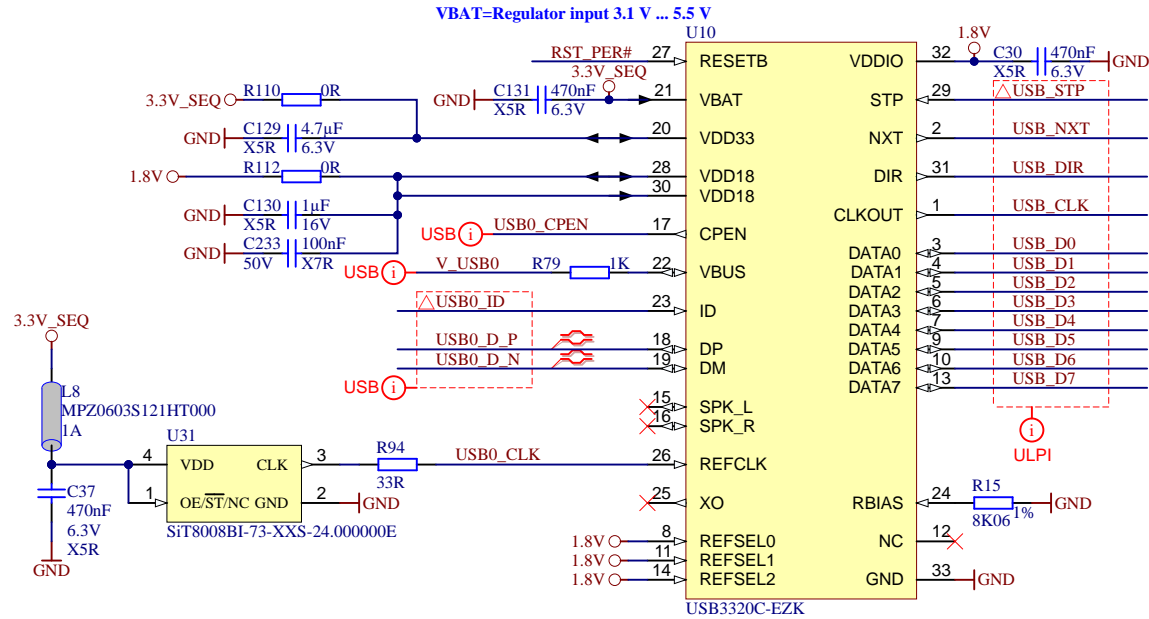 VBAT=Regulator input 3.1 V ... 5.5 V
U10
RST_PER# 27 RESETB
VDDIO 32 1.8V C30 470nF X5R 6.3V GND
3.3V_SEQ
GND C131 470nF X5R 6.3V 21 VBAT
STP 29 USB_STP
3.3V_SEQ R110 0R
GND C129 4.7µF X5R 6.3V 20 VDD33
NXT 2 USB_NXT
1.8V R112 0R 28 VDD18
DIR 31 USB_DIR
30 VDD18
GND C130 1µF X5R 16V
CLKOUT 1 USB_CLK
USB i USB0_CPEN 17 CPEN
GND C233 100nF 50V X7R
DATA0 3 USB_D0
USB i V_USB0 R79 1K 22 VBUS
DATA1 4 USB_D1
DATA2 5 USB_D2
USB0_ID 23 ID
DATA3 6 USB_D3
DATA4 7 USB_D4
USB0_D_P 18 DP
DATA5 9 USB_D5
USB0_D_N 19 DM
DATA6 10 USB_D6
USB i
DATA7 13 USB_D7
15 SPK_L
16 SPK_R
i
ULPI
3.3V_SEQ
L8
MPZ0603S121HT000
1A
U31
4 VDD CLK 3 R94 33R USB0_CLK 26 REFCLK
1 OE/ST/NC GND 2 GND
25 XO
RBIAS 24 R15 8K06 1% GND
C37
470nF
6.3V
X5R
GND
SiT8008BI-73-XXS-24.000000E
1.8V 8 REFSEL0
NC 12
1.8V 11 REFSEL1
1.8V 14 REFSEL2
GND 33 GND
USB3320C-EZK